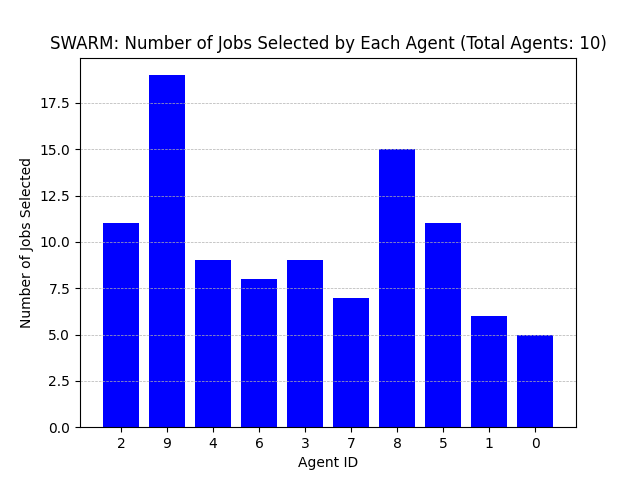 SWARM: Number of Jobs Selected by Each Agent (Total Agents: 10)
Number of Jobs Selected
17.5
15.0
12.5
10.0
7.5
5.0
2.5
0.0
2 9 4 6 3 7 8 5 1 0
Agent ID